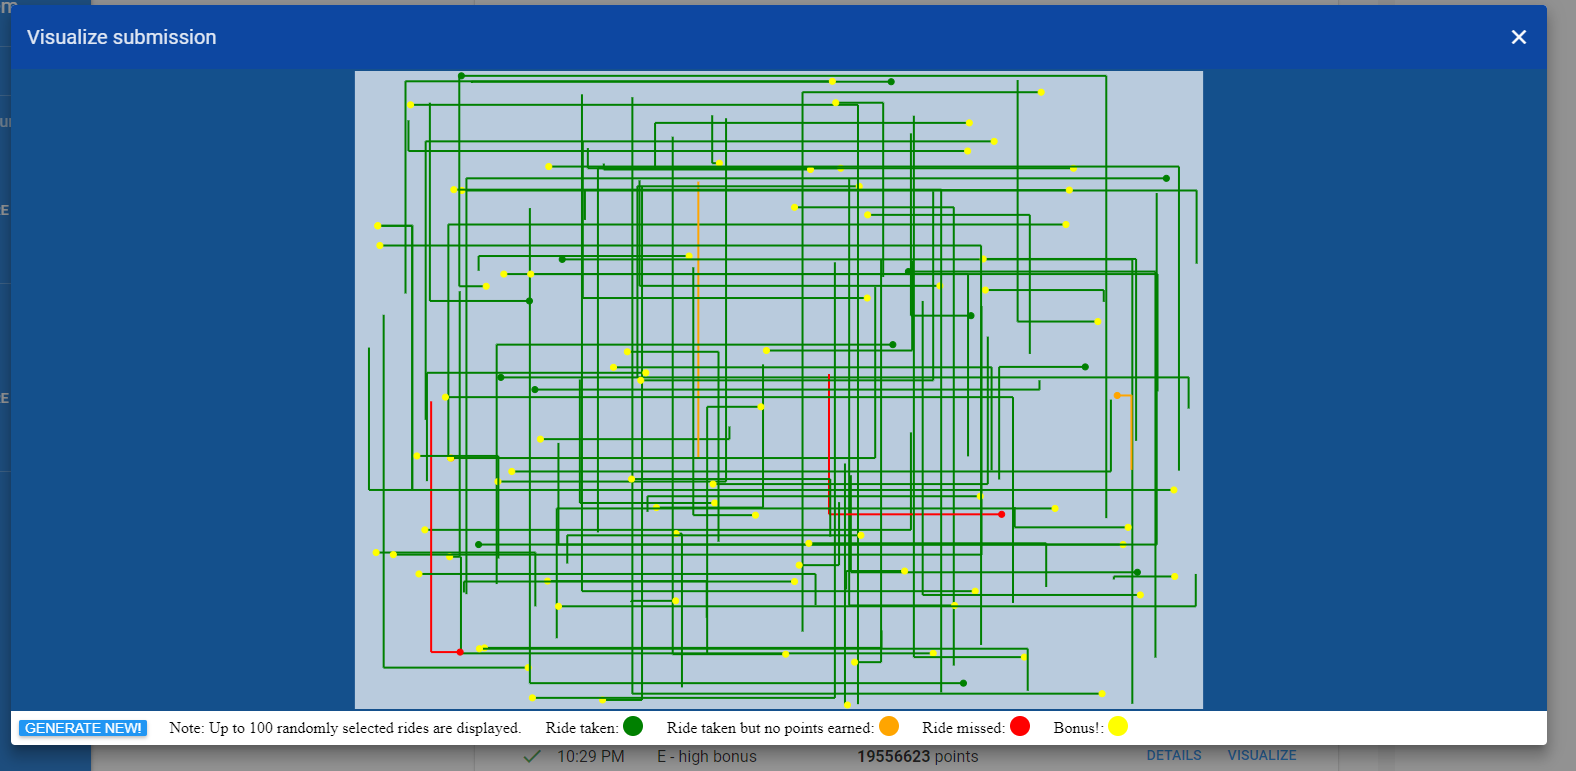 Visualize submission
GENERATE NEW!
Note: Up to 100 randomly selected rides are displayed.
Ride taken:
Ride taken but no points earned:
Ride missed:
Bonus!:
10:29 PM
E - high bonus
19556623 points
DETAILS
VISUALIZE